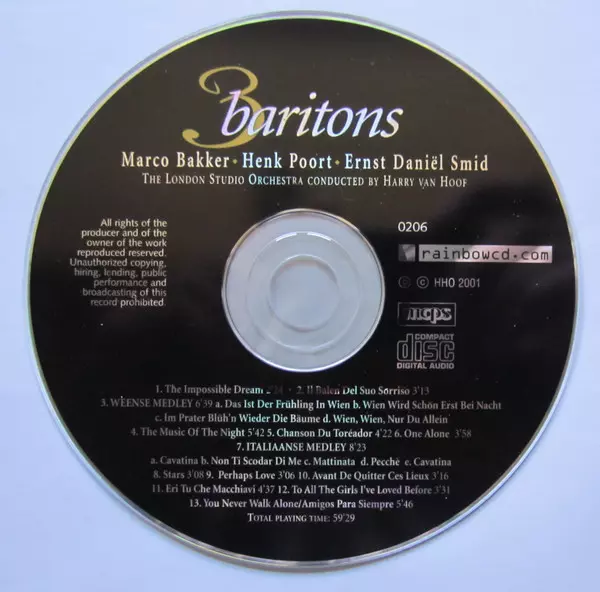 3 baritons
Marco Bakker · Henk Poort · Ernst Daniël Smid
The London Studio Orchestra conducted by Harry van Hoof
All rights of the
producer and of the
owner of the work
reproduced reserved.
Unauthorized copying,
hiring, lending, public
performance and
broadcasting of this
record prohibited.
0206
rainbowcd.com
℗ © HHO 2001
mcps
COMPACT
disc
DIGITAL AUDIO
1. The Impossible Dream · 2. Il Balen Del Suo Sorriso 3'13
3. WEENSE MEDLEY 6'39 a. Das Ist Der Frühling In Wien b. Wien Wird Schön Erst Bei Nacht
c. Im Prater Blüh'n Wieder Die Bäume d. Wien, Wien, Nur Du Allein
4. The Music Of The Night 5'42 5. Chanson Du Toréador 4'22 6. One Alone 3'58
7. ITALIAANSE MEDLEY 8'23
a. Cavatina b. Non Ti Scodar Di Me c. Mattinata d. Pecchè e. Cavatina
8. Stars 3'08 9. Perhaps Love 3'06 10. Avant De Quitter Ces Lieux 3'16
11. Eri Tu Che Macchiavi 4'37 12. To All The Girls I've Loved Before 3'31
13. You Never Walk Alone/Amigos Para Siempre 5'46
Total playing time: 59'29